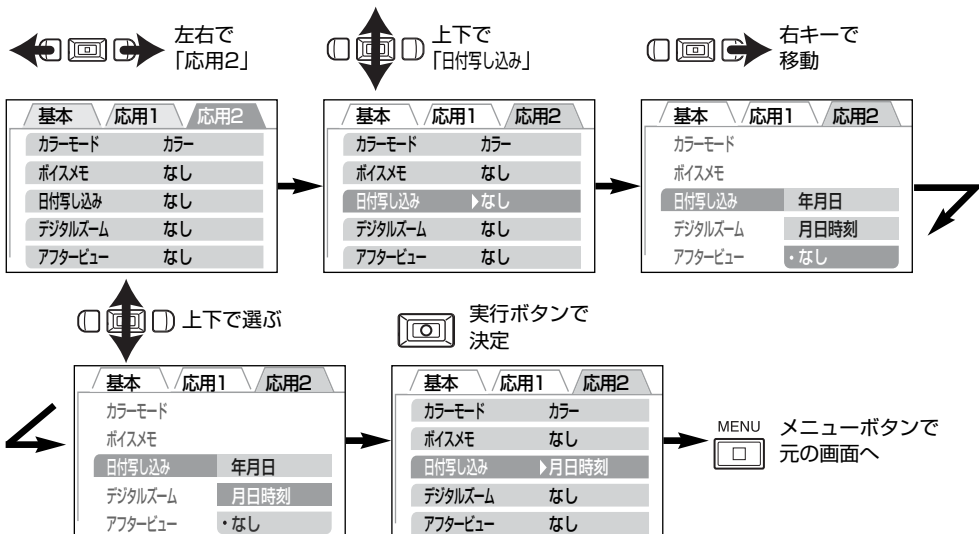 左右で
「応用2」
上下で
「日付写し込み」
右キーで
移動
基本 応用1 応用2
カラーモード カラー
ボイスメモ なし
日付写し込み なし
デジタルズーム なし
アフタービュー なし
基本 応用1 応用2
カラーモード カラー
ボイスメモ なし
日付写し込み なし
デジタルズーム なし
アフタービュー なし
基本 応用1 応用2
カラーモード
ボイスメモ
日付写し込み 年月日
デジタルズーム 月日時刻
アフタービュー ・なし
上下で選ぶ
実行ボタンで
決定
基本 応用1 応用2
カラーモード
ボイスメモ
日付写し込み 年月日
デジタルズーム 月日時刻
アフタービュー ・なし
基本 応用1 応用2
カラーモード カラー
ボイスメモ なし
日付写し込み 月日時刻
デジタルズーム なし
アフタービュー なし
MENU
メニューボタンで
元の画面へ